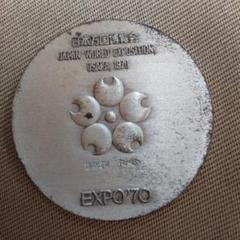 日本万国博覧会
JAPAN WORLD EXPOSITION,
OSAKA, 1970
EXPO'70